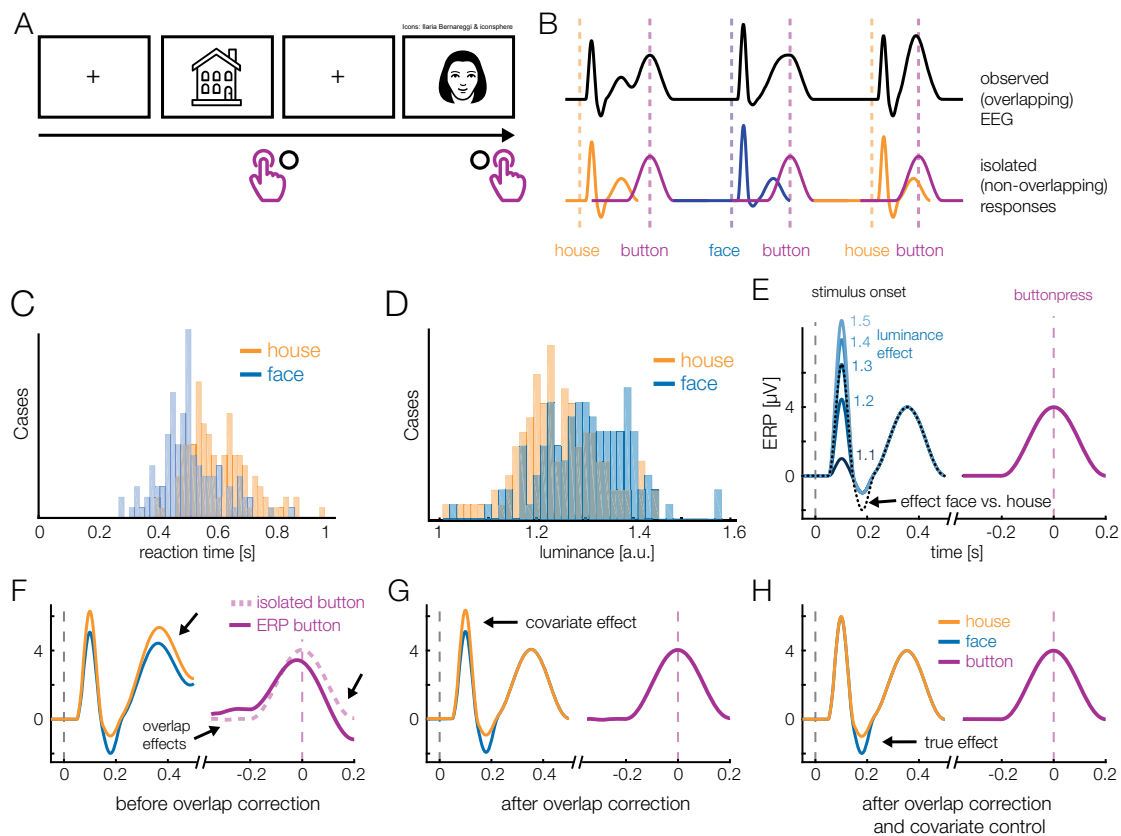 A
Icons: Ilaria Bernareggi & iconsphere
+
+
B
observed
(overlapping)
EEG
isolated
(non-overlapping)
responses
house
button
face
button
house
button
C
house
face
Cases
0
0.2
0.4
0.6
0.8
1
reaction time [s]
D
house
face
Cases
1
1.2
1.4
1.6
luminance [a.u.]
E
stimulus onset
buttonpress
1.5
1.4
1.3
1.2
1.1
luminance
effect
ERP [µV]
4
0
effect face vs. house
0
0.2
0.4
-0.2
0
0.2
time [s]
F
isolated button
ERP button
4
0
overlap
effects
0
0.2
0.4
-0.2
0
0.2
before overlap correction
G
covariate effect
4
0
0
0.2
0.4
-0.2
0
0.2
after overlap correction
H
house
face
button
4
0
true effect
0
0.2
0.4
-0.2
0
0.2
after overlap correction
and covariate control